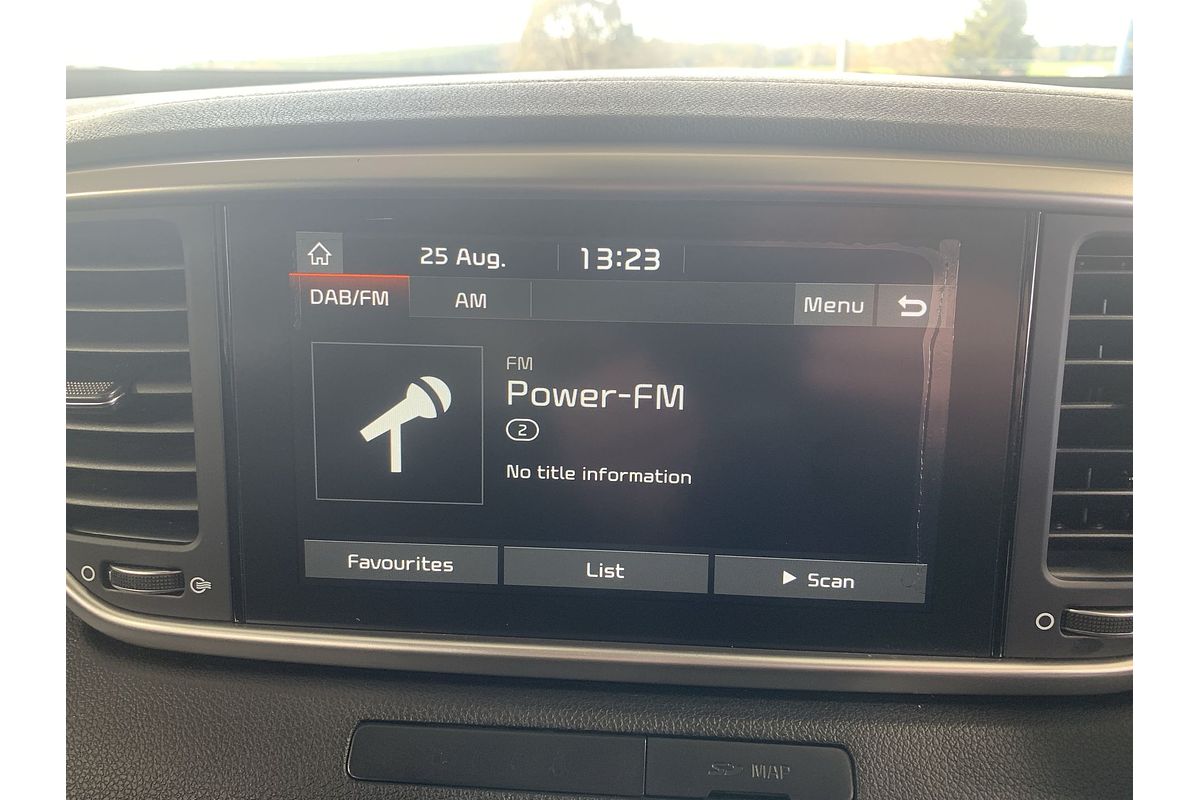 25 Aug. 13:23
DAB/FM AM Menu
FM
Power-FM
2
No title information
Favourites List Scan
MAP